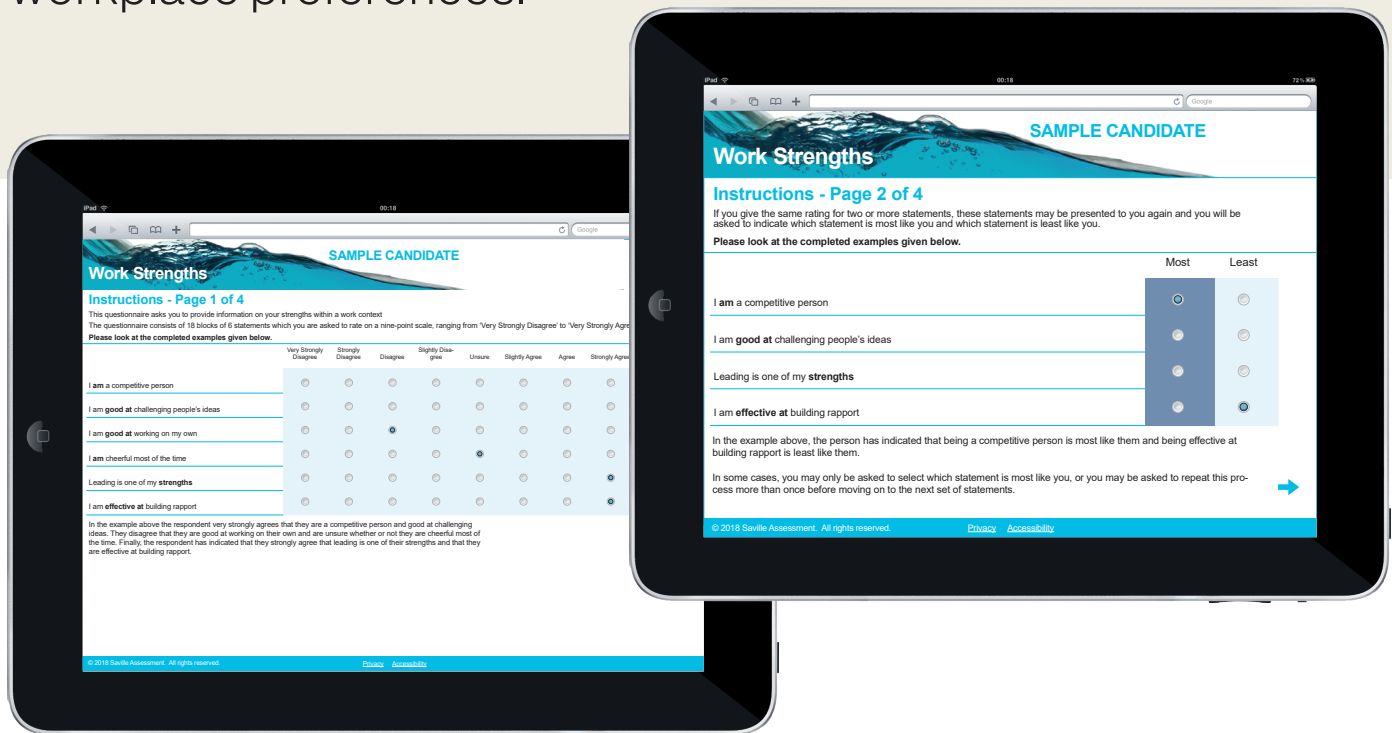 workplace preferences.
iPad
00:18
Google
SAMPLE CANDIDATE
Work Strengths
Instructions - Page 1 of 4
This questionnaire asks you to provide information on your strengths within a work context
The questionnaire consists of 18 blocks of 6 statements which you are asked to rate on a nine-point scale, ranging from 'Very Strongly Disagree' to 'Very Strongly Agre
Please look at the completed examples given below.
Very Strongly Disagree
Strongly Disagree
Disagree
Slightly Disa-gree
Unsure
Slightly Agree
Agree
Strongly Agree
I am a competitive person
I am good at challenging people's ideas
I am good at working on my own
I am cheerful most of the time
Leading is one of my strengths
I am effective at building rapport
In the example above the respondent very strongly agrees that they are a competitive person and good at challenging
ideas. They disagree that they are good at working on their own and are unsure whether or not they are cheerful most of
the time. Finally, the respondent has indicated that they strongly agree that leading is one of their strengths and that they
are effective at building rapport.
© 2018 Saville Assessment. All rights reserved. Privacy Accessibility
iPad
00:18
72%
Google
SAMPLE CANDIDATE
Work Strengths
Instructions - Page 2 of 4
If you give the same rating for two or more statements, these statements may be presented to you again and you will be
asked to indicate which statement is most like you and which statement is least like you.
Please look at the completed examples given below.
Most Least
I am a competitive person
I am good at challenging people's ideas
Leading is one of my strengths
I am effective at building rapport
In the example above, the person has indicated that being a competitive person is most like them and being effective at
building rapport is least like them.
In some cases, you may only be asked to select which statement is most like you, or you may be asked to repeat this pro-
cess more than once before moving on to the next set of statements.
© 2018 Saville Assessment. All rights reserved. Privacy Accessibility